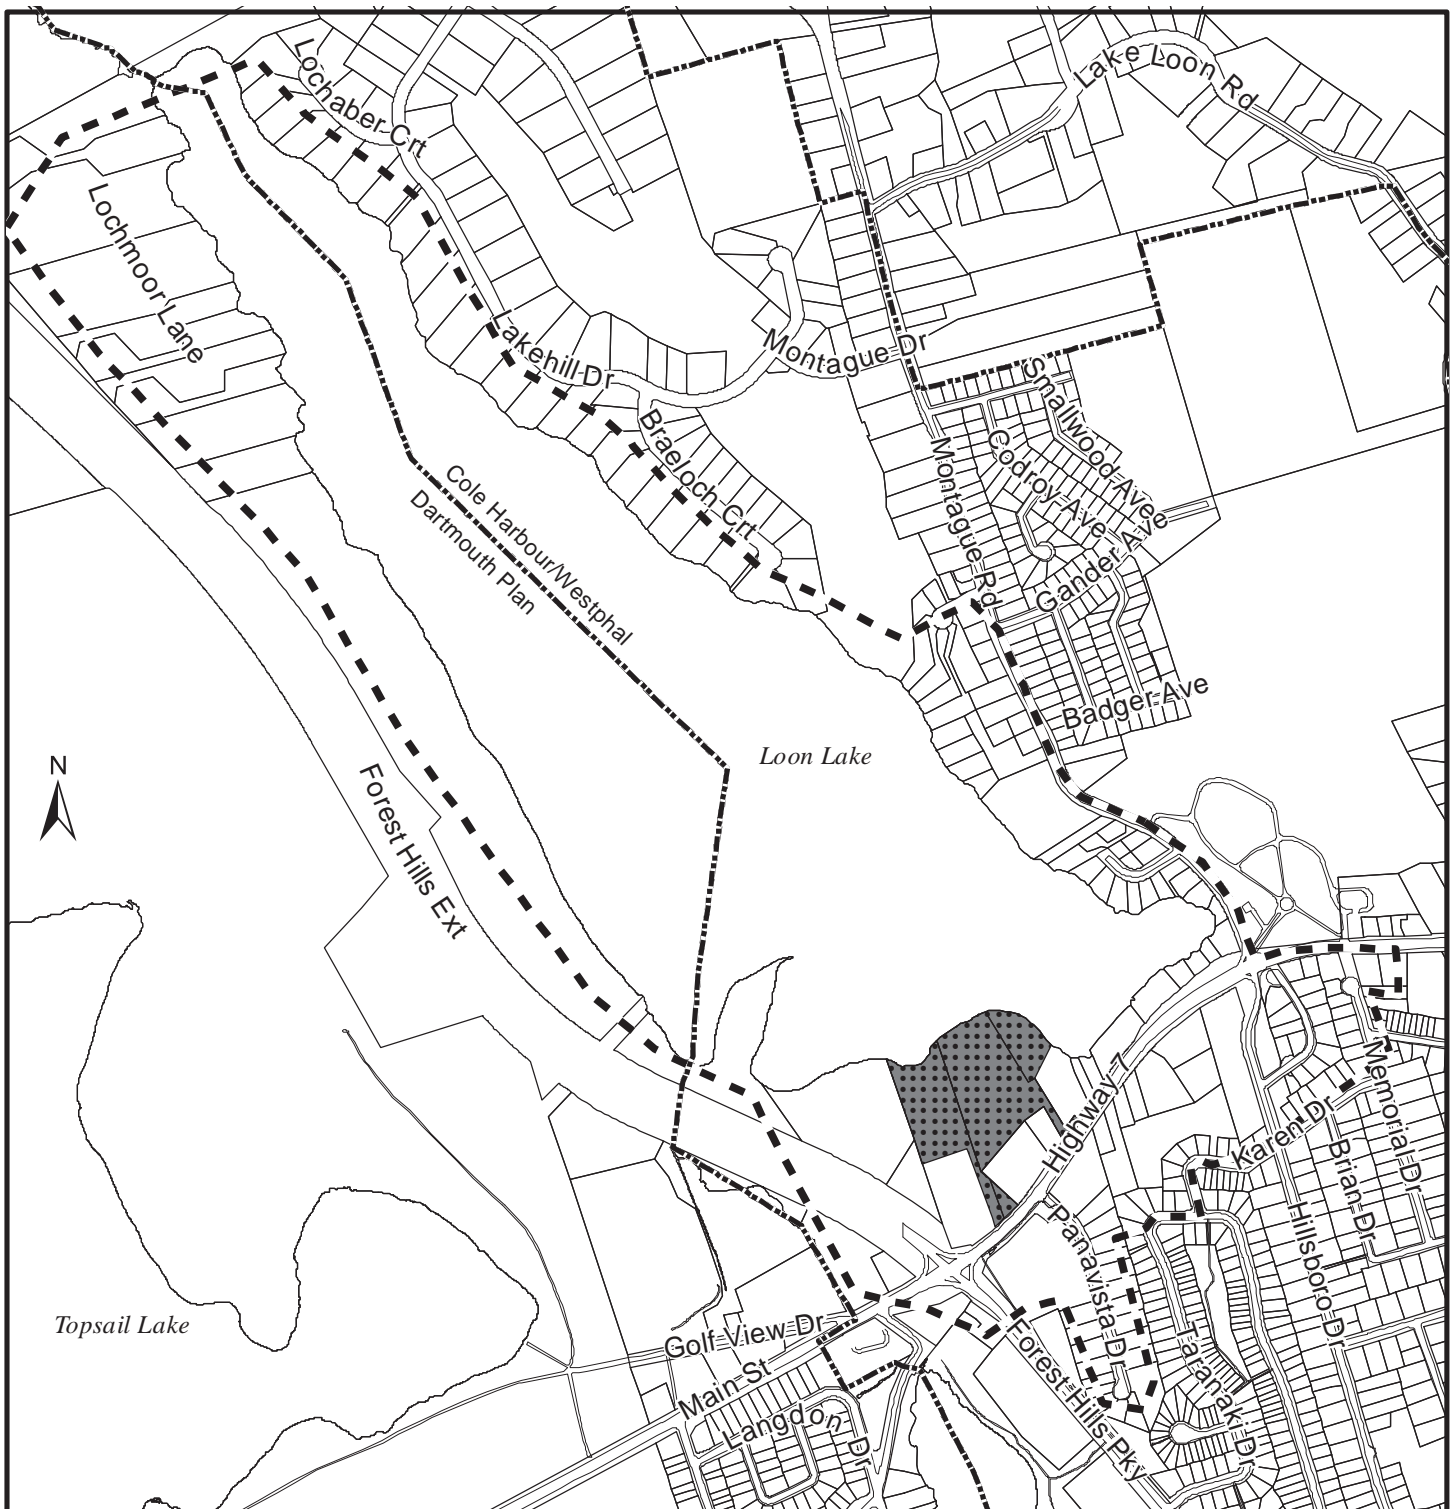 Lochaber Crt
Lake Loon Rd
Lochmoor Lane
Lakehill Dr
Montague Dr
Smallwood Ave
Braeloch Crt
Codroy Ave
Montague Rd
Gander Ave
Cole Harbour/Westphal
Dartmouth Plan
Badger Ave
N
Loon Lake
Forest Hills Ext
Highway 7
Memorial Dr
Karen Dr
Brian Dr
Panavista Dr
Hillsboro Dr
Topsail Lake
Golf View Dr
Forest Hills Pky
Taranaki Dr
Main St
Langdon Dr